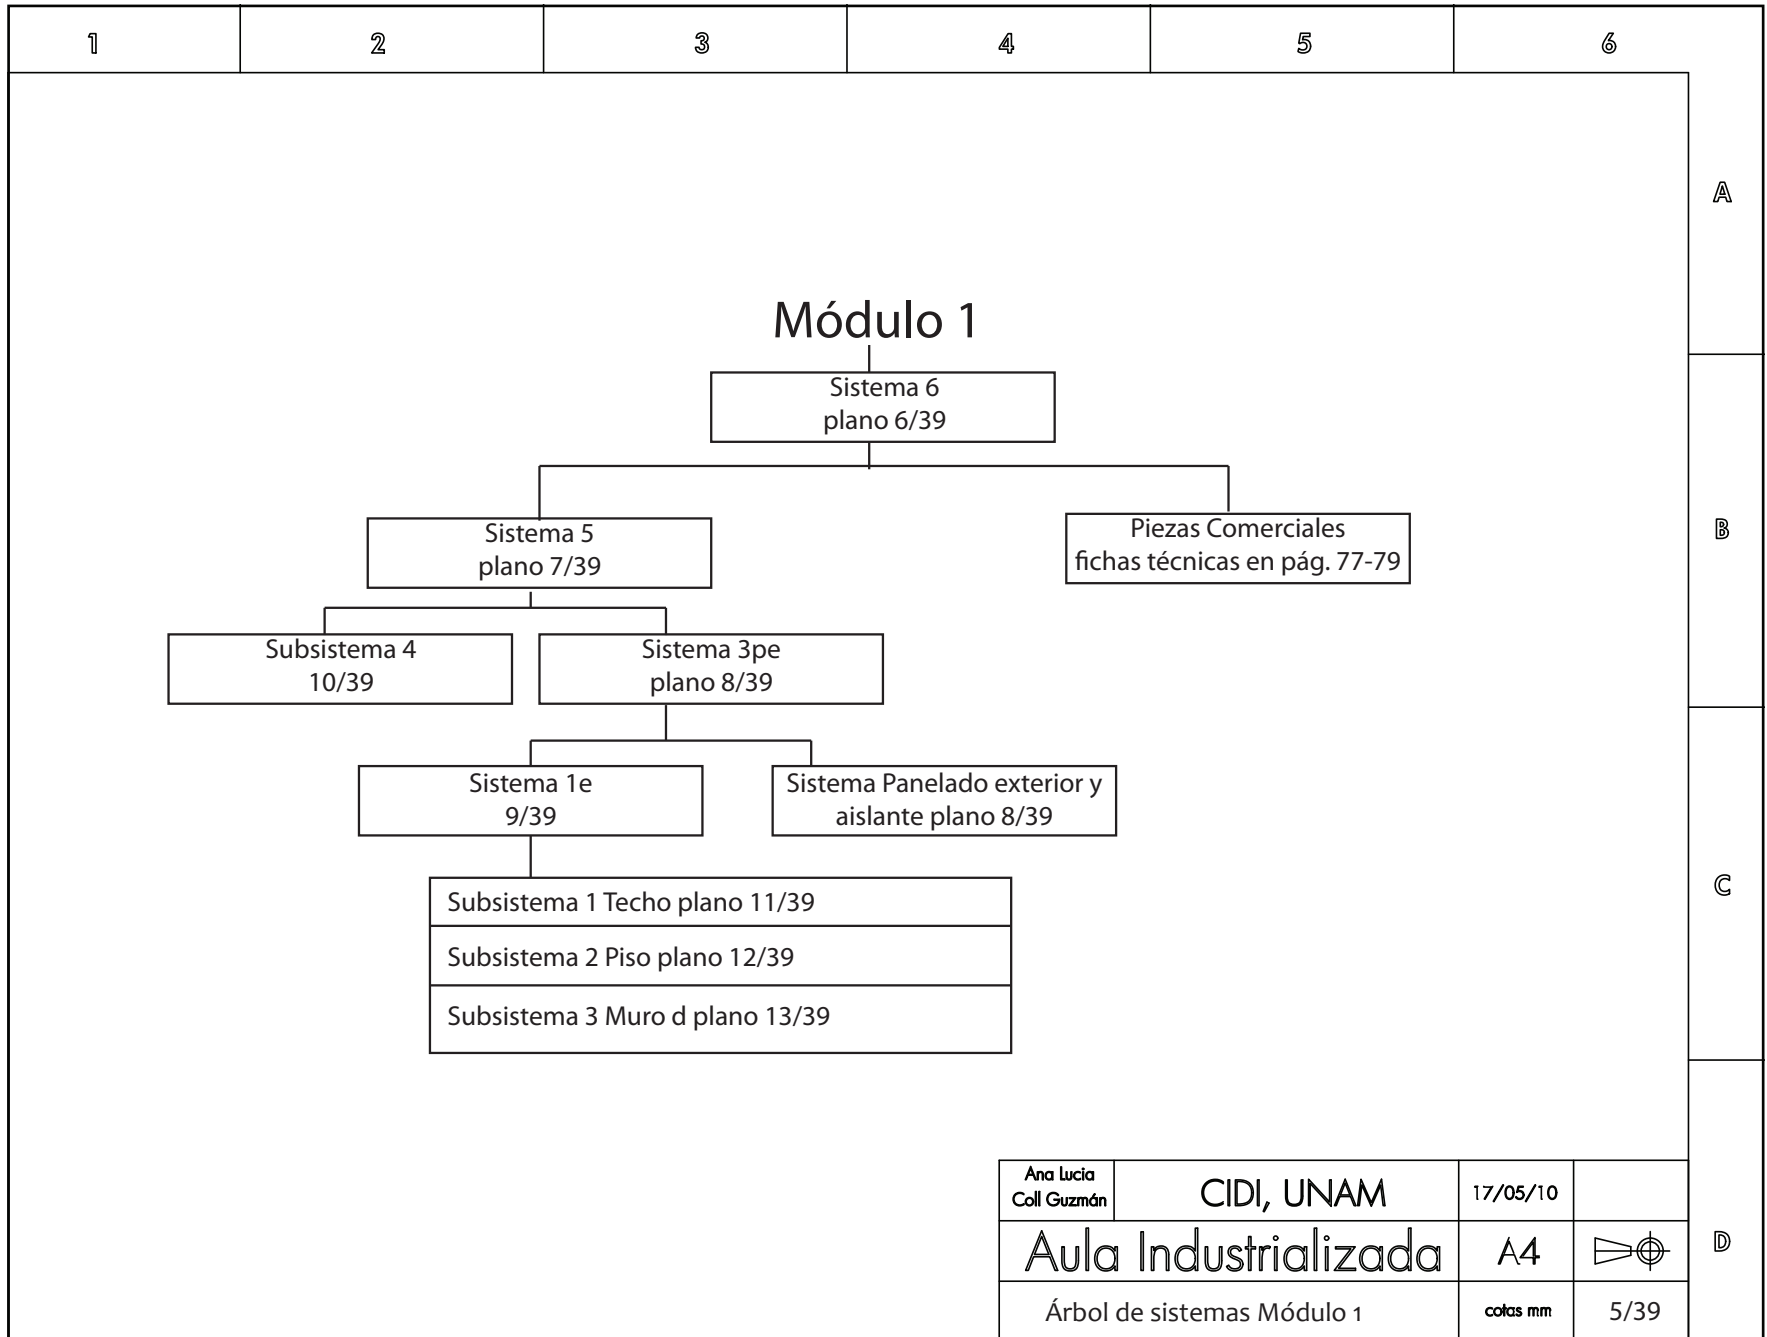 1 2 3 4 5 6
A
Módulo 1
Sistema 6
plano 6/39
B
Sistema 5
plano 7/39
Piezas Comerciales
fichas técnicas en pág. 77-79
Subsistema 4
10/39
Sistema 3pe
plano 8/39
Sistema 1e
9/39
Sistema Panelado exterior y
aislante plano 8/39
C
Subsistema 1 Techo plano 11/39
Subsistema 2 Piso plano 12/39
Subsistema 3 Muro d plano 13/39
Ana Lucia
Coll Guzmán
CIDI, UNAM
17/05/10
Aula Industrializada
A4
D
Árbol de sistemas Módulo 1
cotas mm
5/39